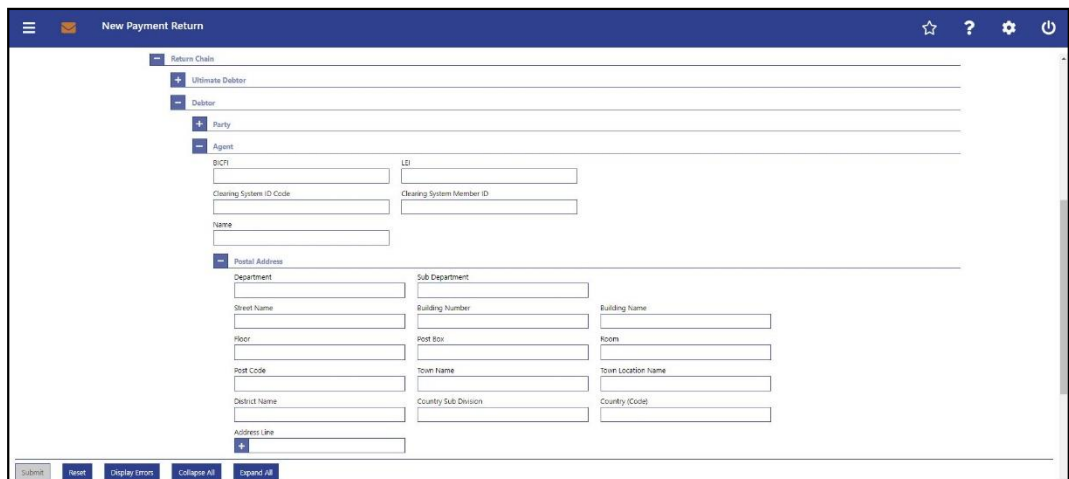 New Payment Return
?
Return Chain
Ultimate Debtor
Debtor
Party
Agent
BICFI LEI
Clearing System ID Code Clearing System Member ID
Name
Postal Address
Department Sub Department
Street Name Building Number Building Name
Floor Post Box Room
Post Code Town Name Town Location Name
District Name Country Sub Division Country (Code)
Address Line
Submit Reset Display Errors Collapse All Expand All